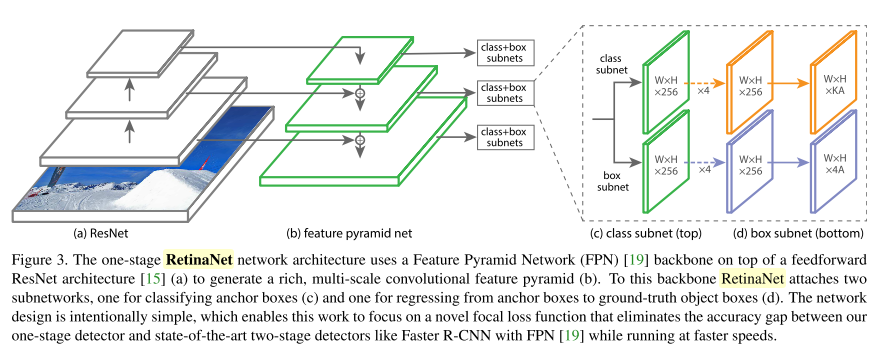 class+box
subnets
class+box
subnets
class+box
subnets
class
subnet
W×H
×256
×4
W×H
×256
W×H
×KA
box
subnet
W×H
×256
×4
W×H
×256
W×H
×4A
(a) ResNet
(b) feature pyramid net
(c) class subnet (top)
(d) box subnet (bottom)
Figure 3. The one-stage RetinaNet network architecture uses a Feature Pyramid Network (FPN) [19] backbone on top of a feedforward
ResNet architecture [15] (a) to generate a rich, multi-scale convolutional feature pyramid (b). To this backbone RetinaNet attaches two
subnetworks, one for classifying anchor boxes (c) and one for regressing from anchor boxes to ground-truth object boxes (d). The network
design is intentionally simple, which enables this work to focus on a novel focal loss function that eliminates the accuracy gap between our
one-stage detector and state-of-the-art two-stage detectors like Faster R-CNN with FPN [19] while running at faster speeds.